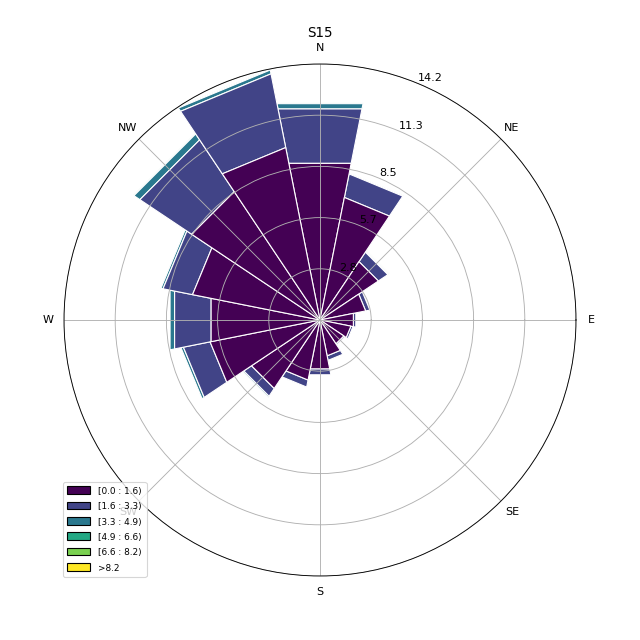 S15
N
14.2
NW
NE
11.3
8.5
5.7
2.8
W
E
[0.0 : 1.6)
[1.6 : 3.3)
SW
SE
[3.3 : 4.9)
[4.9 : 6.6)
[6.6 : 8.2)
>8.2
S